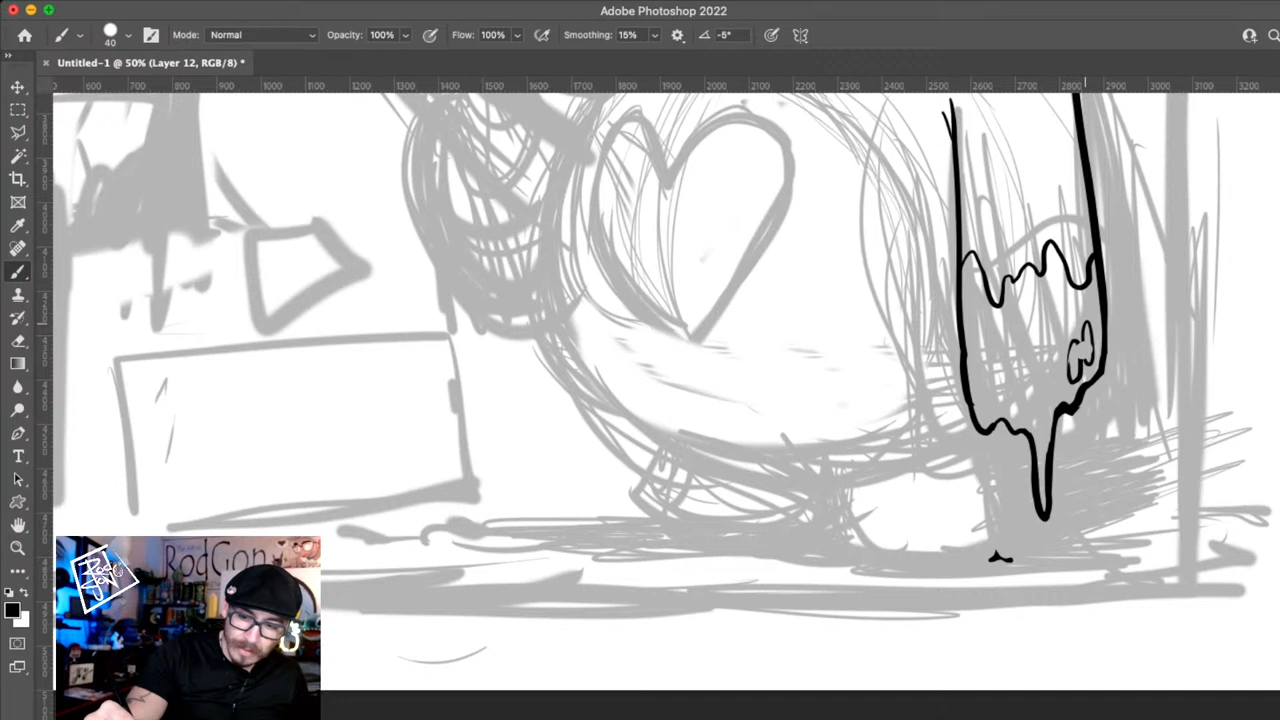 Adobe Photoshop 2022
Mode: Normal Opacity: 100% Flow: 100% Smoothing: 15% -5°
40
Untitled-1 @ 50% (Layer 12, RGB/8) *
600 700 800 900 1000 1100 1200 1300 1400 1500 1600 1700 1800 1900 2000 2100 2200 2300 2400 2500 2600 2700 2800 2900 3000 3100 3200
RodGon